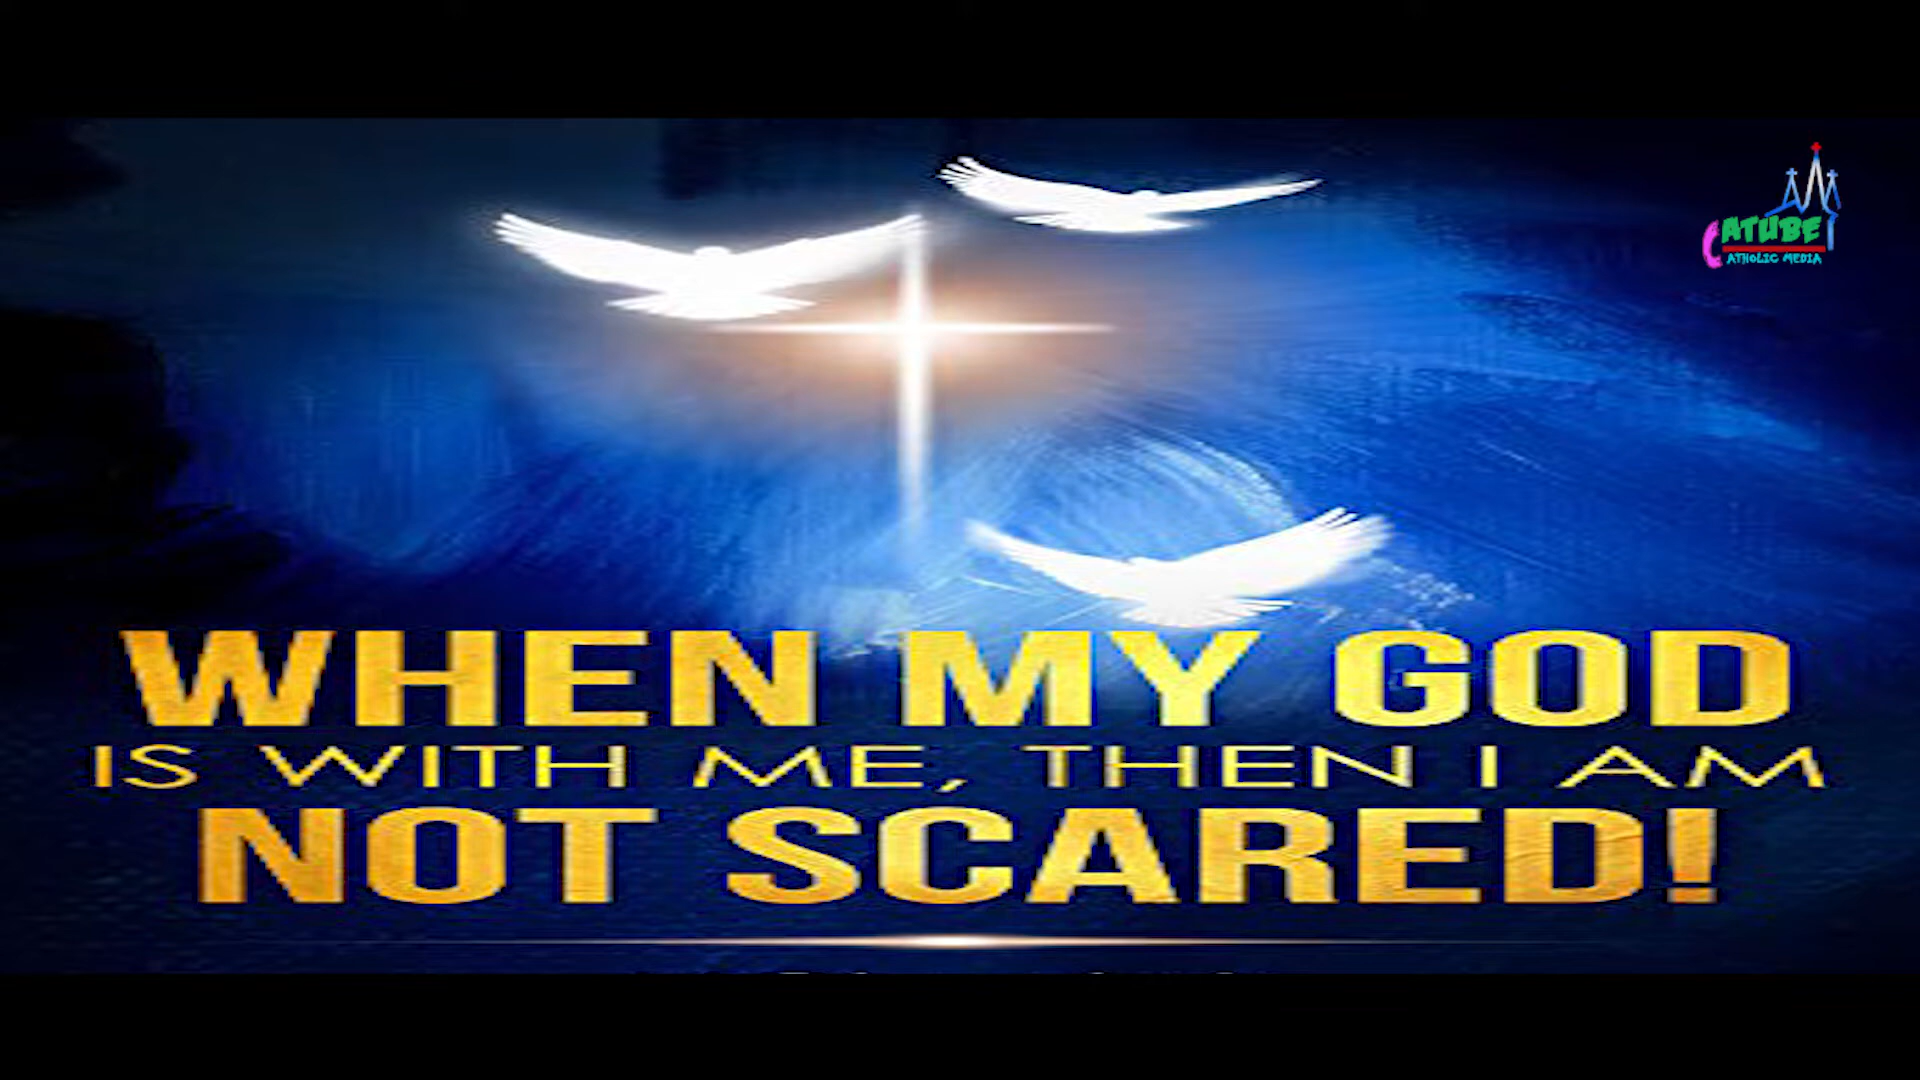 CATUBE
CATHOLIC MEDIA
WHEN MY GOD
IS WITH ME, THEN I AM
NOT SCARED!